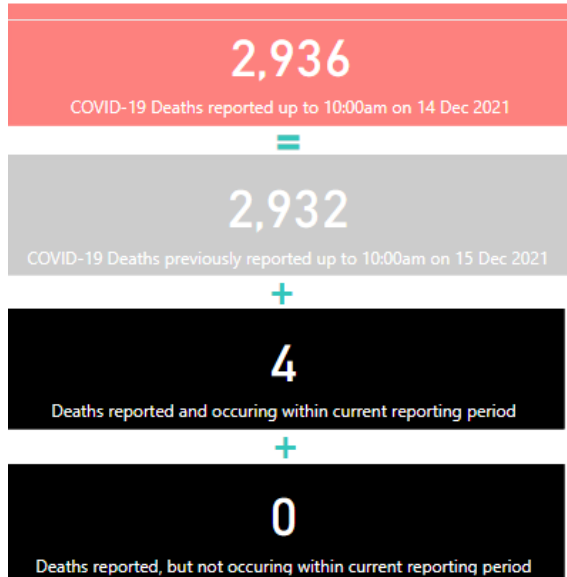 2,936
COVID-19 Deaths reported up to 10:00am on 14 Dec 2021
=
2,932
COVID-19 Deaths previously reported up to 10:00am on 15 Dec 2021
+
4
Deaths reported and occuring within current reporting period
+
0
Deaths reported, but not occuring within current reporting period